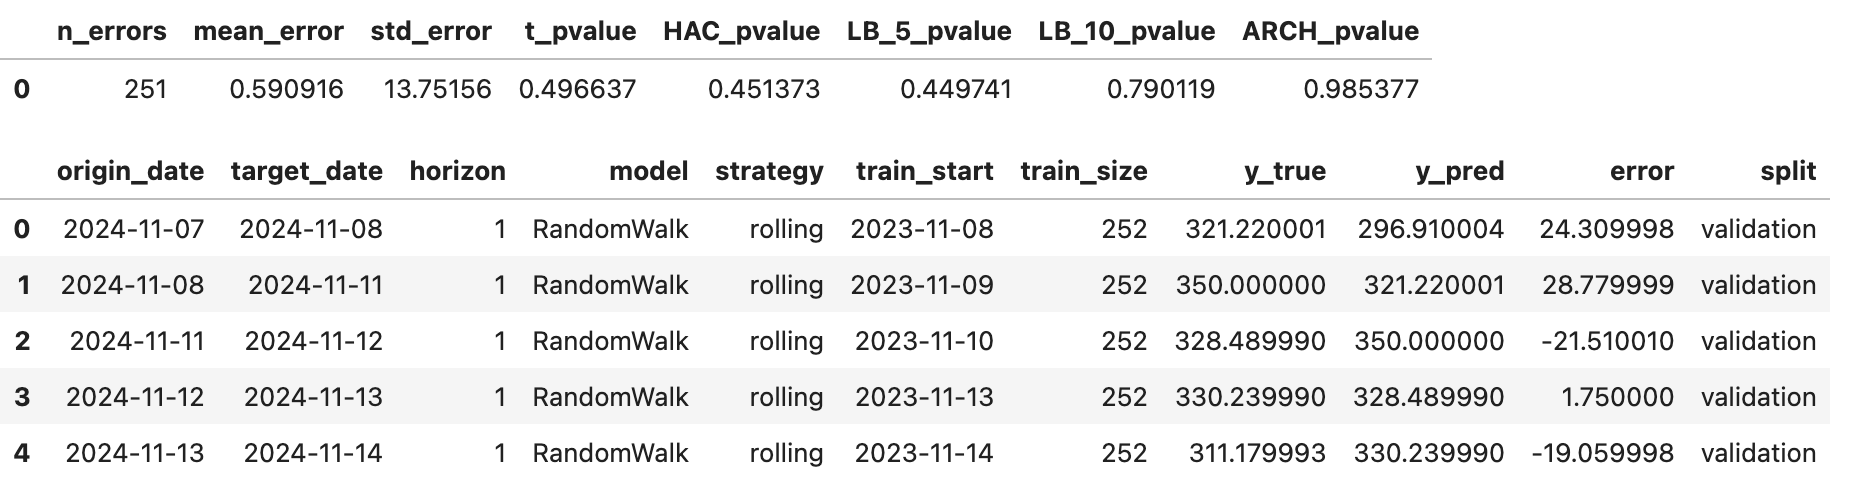 n_errors mean_error std_error t_pvalue HAC_pvalue LB_5_pvalue LB_10_pvalue ARCH_pvalue
0 251 0.590916 13.75156 0.496637 0.451373 0.449741 0.790119 0.985377
origin_date target_date horizon model strategy train_start train_size y_true y_pred error split
0 2024-11-07 2024-11-08 1 RandomWalk rolling 2023-11-08 252 321.220001 296.910004 24.309998 validation
1 2024-11-08 2024-11-11 1 RandomWalk rolling 2023-11-09 252 350.000000 321.220001 28.779999 validation
2 2024-11-11 2024-11-12 1 RandomWalk rolling 2023-11-10 252 328.489990 350.000000 -21.510010 validation
3 2024-11-12 2024-11-13 1 RandomWalk rolling 2023-11-13 252 330.239990 328.489990 1.750000 validation
4 2024-11-13 2024-11-14 1 RandomWalk rolling 2023-11-14 252 311.179993 330.239990 -19.059998 validation